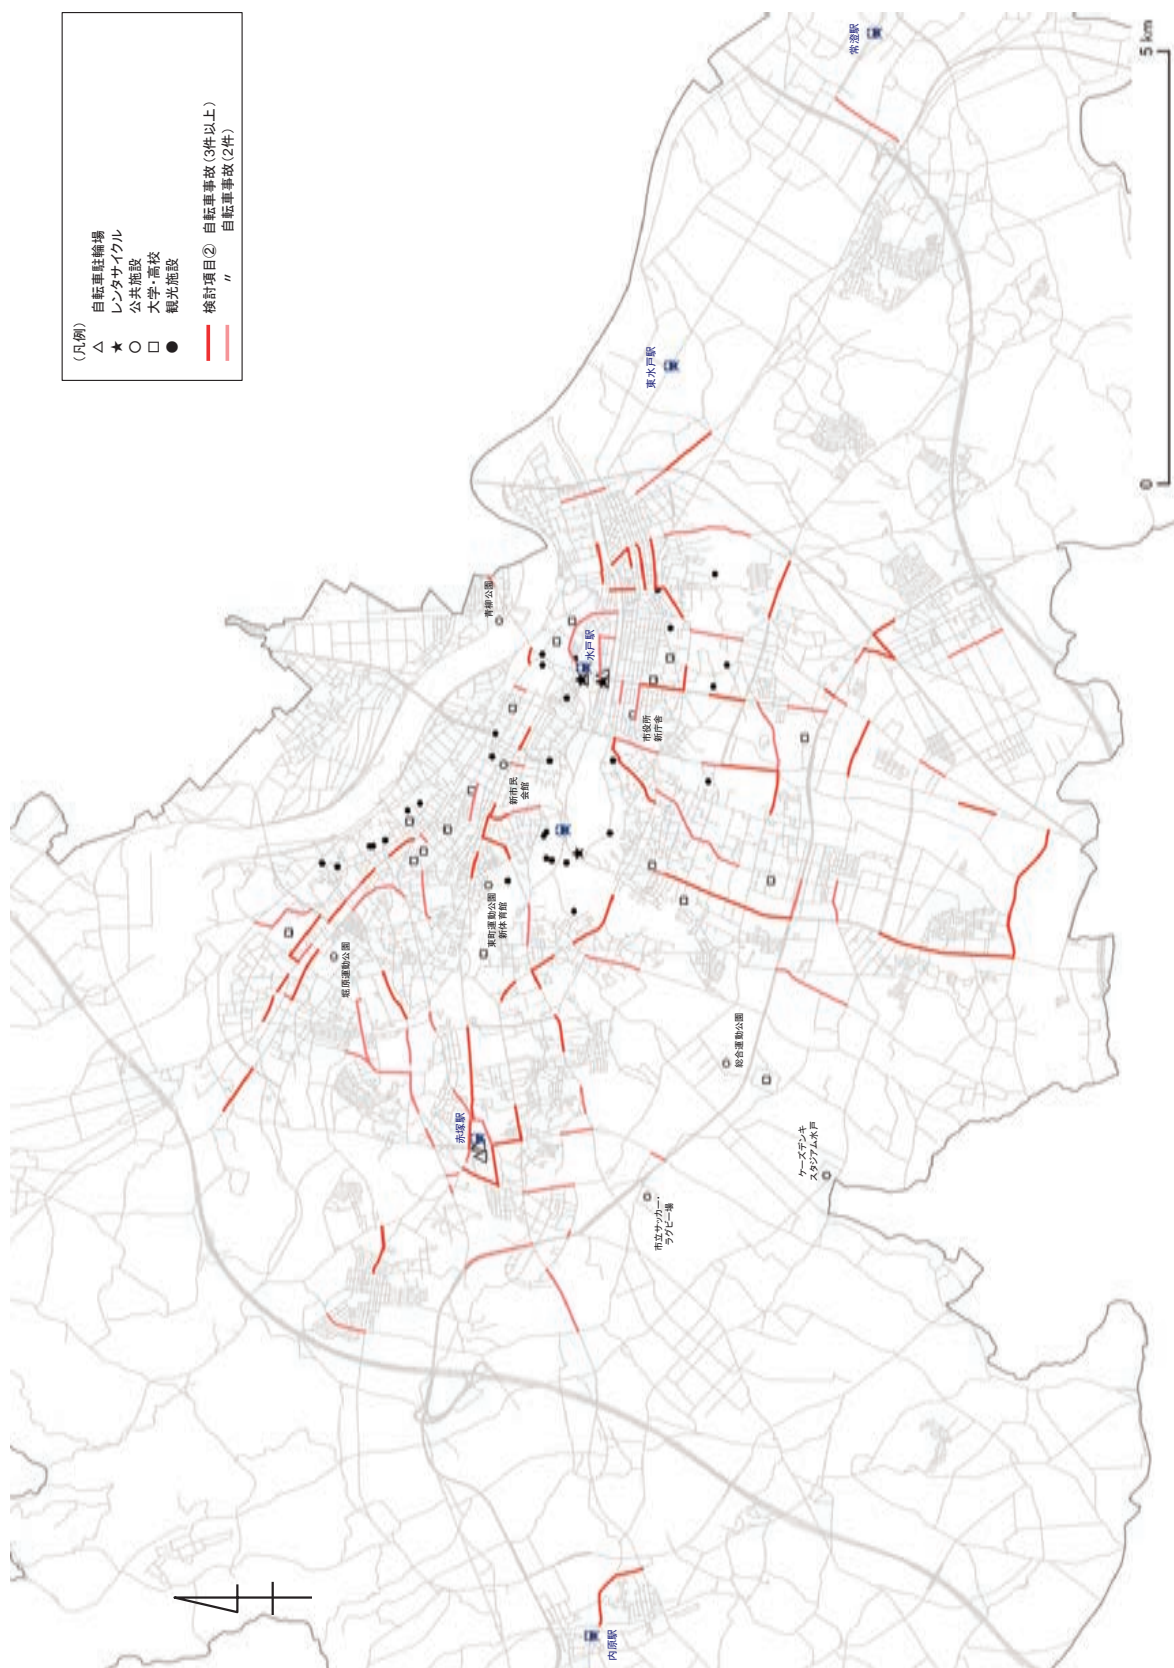 (凡例)
△ 自転車駐輪場
★ レンタサイクル
○ 公共施設
□ 大学・高校
● 観光施設
検討項目② 自転車事故(3件以上)
〃 自転車事故(2件)
常澄駅
東水戸駅
青柳公園
水戸駅
市役所
新庁舎
新市民
会館
東町運動公園
新体育館
堀原運動公園
赤塚駅
総合運動公園
ケーズデンキ
スタジアム水戸
市立サッカー・
ラグビー場
内原駅
0
5 km